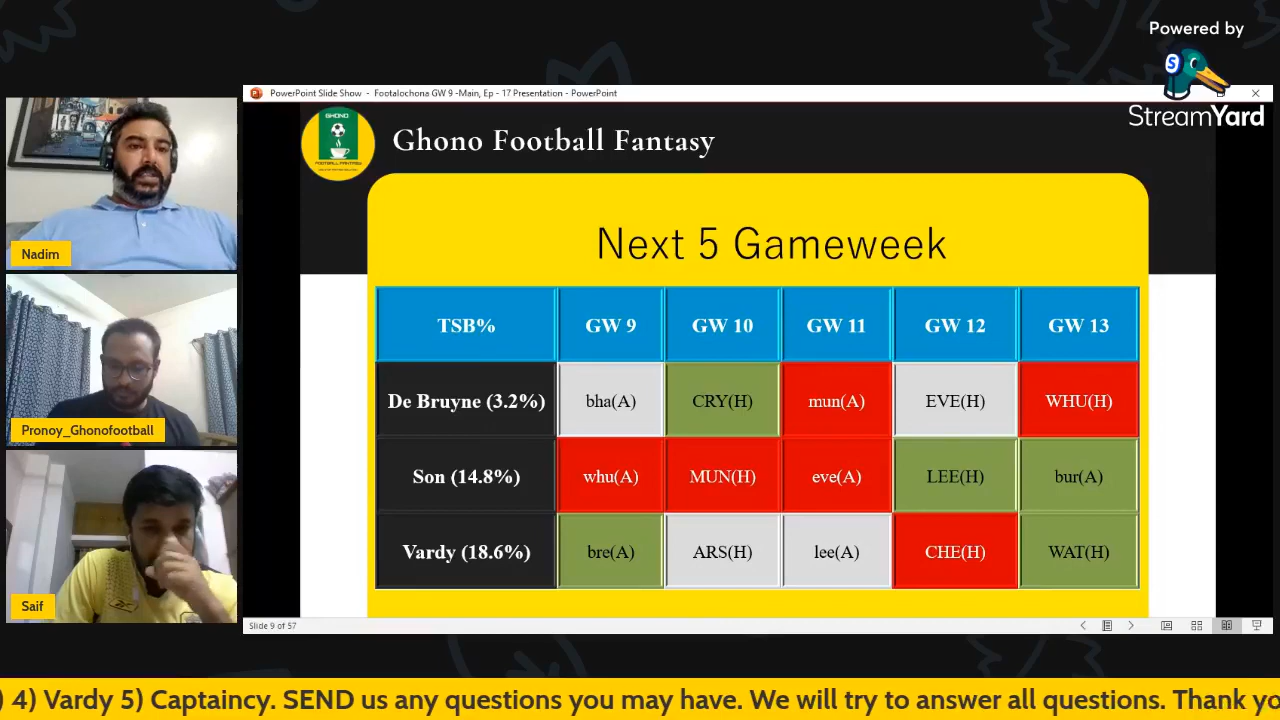 Powered by
StreamYard
PowerPoint Slide Show - Footalochona GW 9 -Main, Ep - 17 Presentation - PowerPoint
GHONO
FOOTBALL FANTASY
Ghono Football Fantasy
Next 5 Gameweek
TSB% GW 9 GW 10 GW 11 GW 12 GW 13
De Bruyne (3.2%) bha(A) CRY(H) mun(A) EVE(H) WHU(H)
Son (14.8%) whu(A) MUN(H) eve(A) LEE(H) bur(A)
Vardy (18.6%) bre(A) ARS(H) lee(A) CHE(H) WAT(H)
Nadim
Pronoy_Ghonofootball
Saif
Slide 9 of 57
) 4) Vardy 5) Captaincy. SEND us any questions you may have. We will try to answer all questions. Thank yo